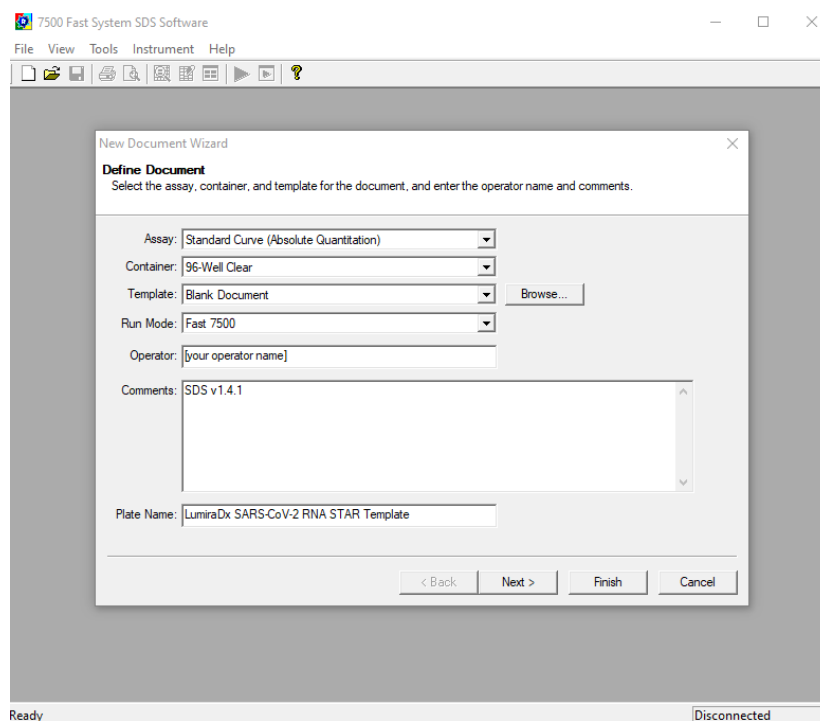 7500 Fast System SDS Software
File View Tools Instrument Help
New Document Wizard
Define Document
Select the assay, container, and template for the document, and enter the operator name and comments.
Assay: Standard Curve (Absolute Quantitation)
Container: 96-Well Clear
Template: Blank Document Browse...
Run Mode: Fast 7500
Operator: [your operator name]
Comments: SDS v1.4.1
Plate Name: LumiraDx SARS-CoV-2 RNA STAR Template
< Back Next > Finish Cancel
Ready Disconnected